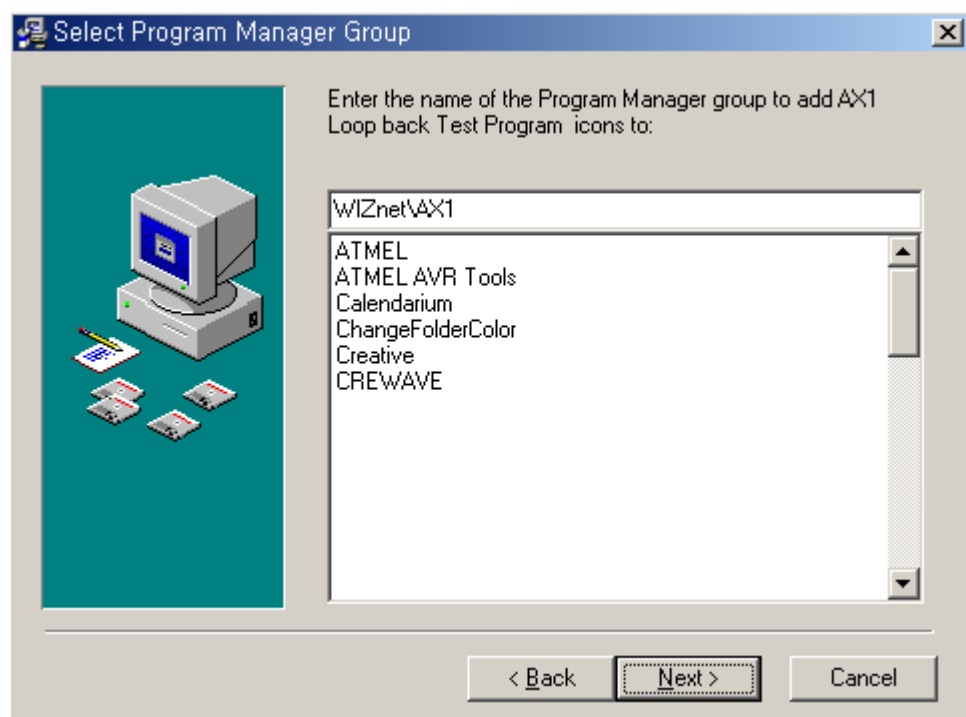 Select Program Manager Group
Enter the name of the Program Manager group to add AX1
Loop back Test Program icons to:
WIZnet\AX1
ATMEL
ATMEL AVR Tools
Calendarium
ChangeFolderColor
Creative
CREWAVE
< Back
Next >
Cancel